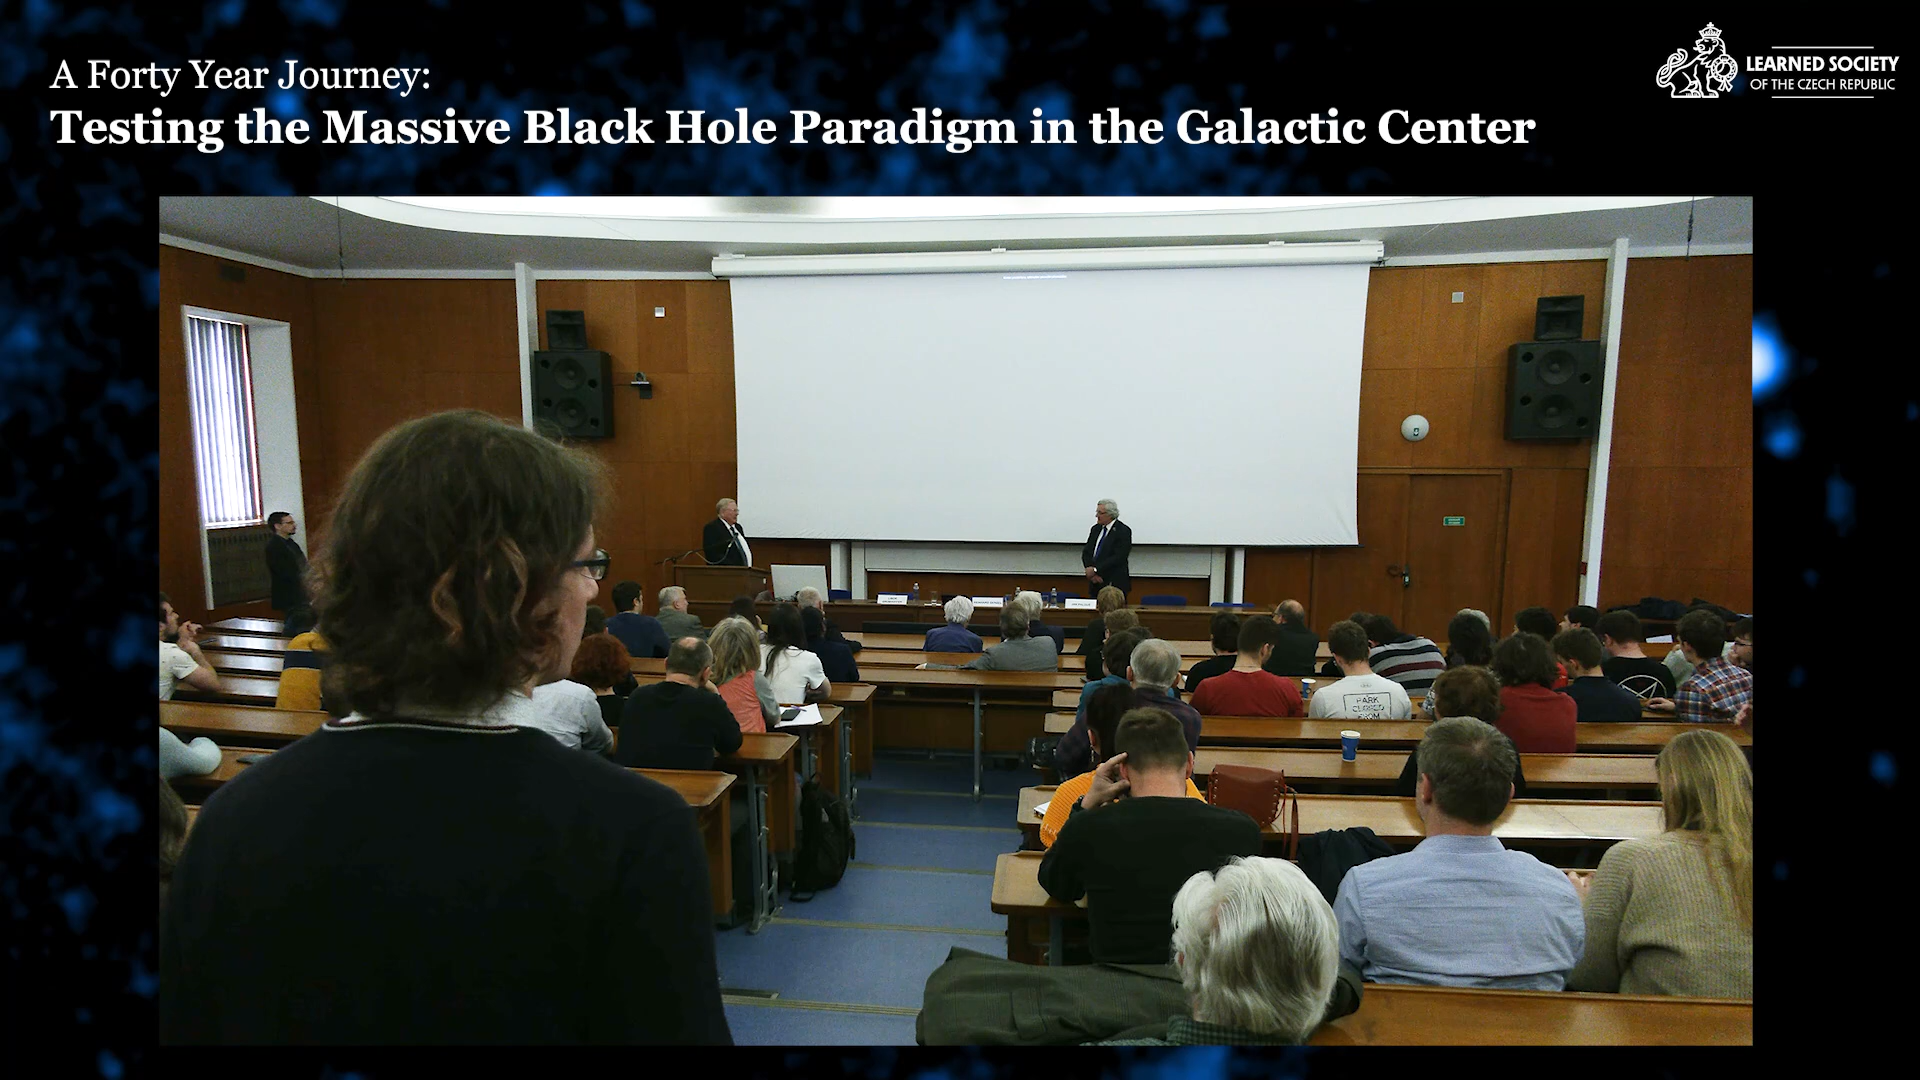 A Forty Year Journey:
Testing the Massive Black Hole Paradigm in the Galactic Center
LEARNED SOCIETY
OF THE CZECH REPUBLIC
PARK
CLOSED
FROM